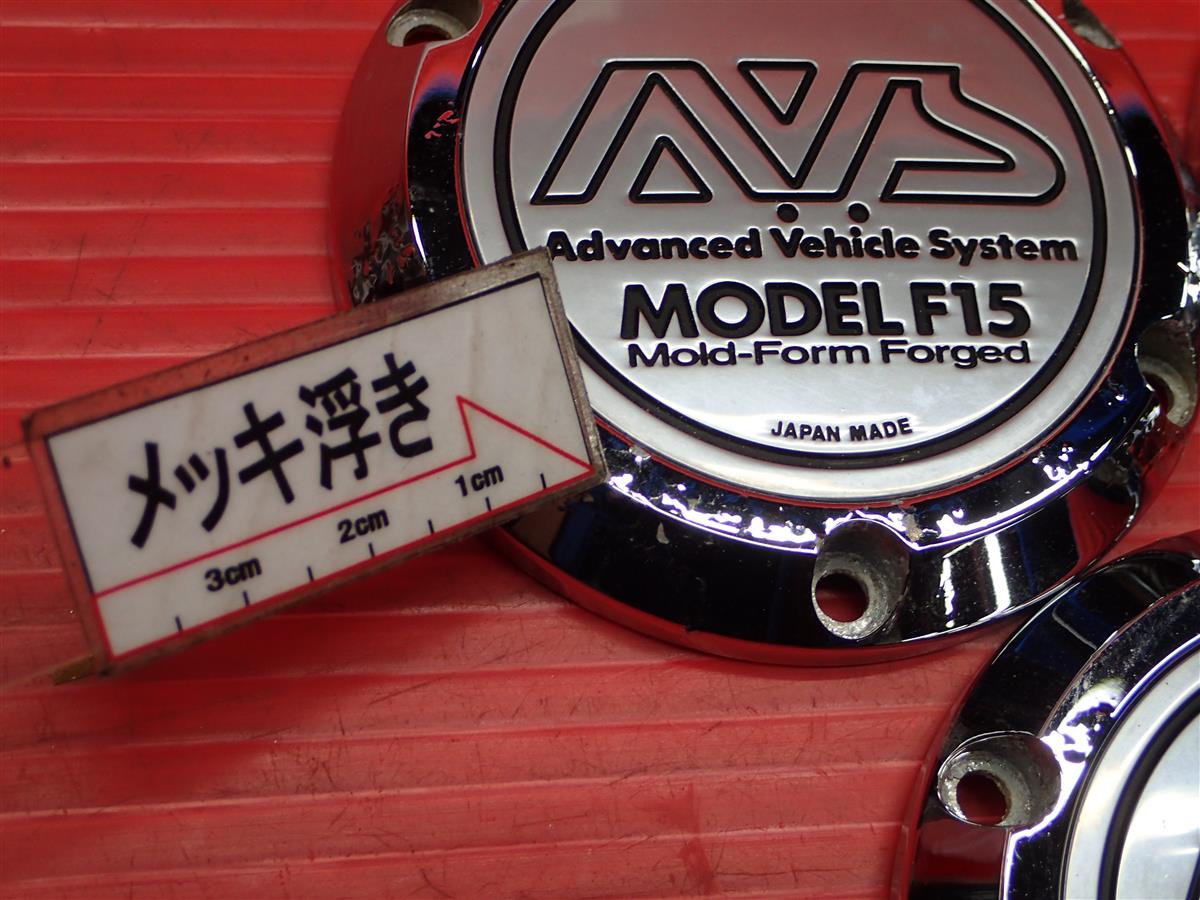 AVS
Advanced Vehicle System
MODEL F15
Mold-Form Forged
JAPAN MADE
メッキ浮き
3cm 2cm 1cm